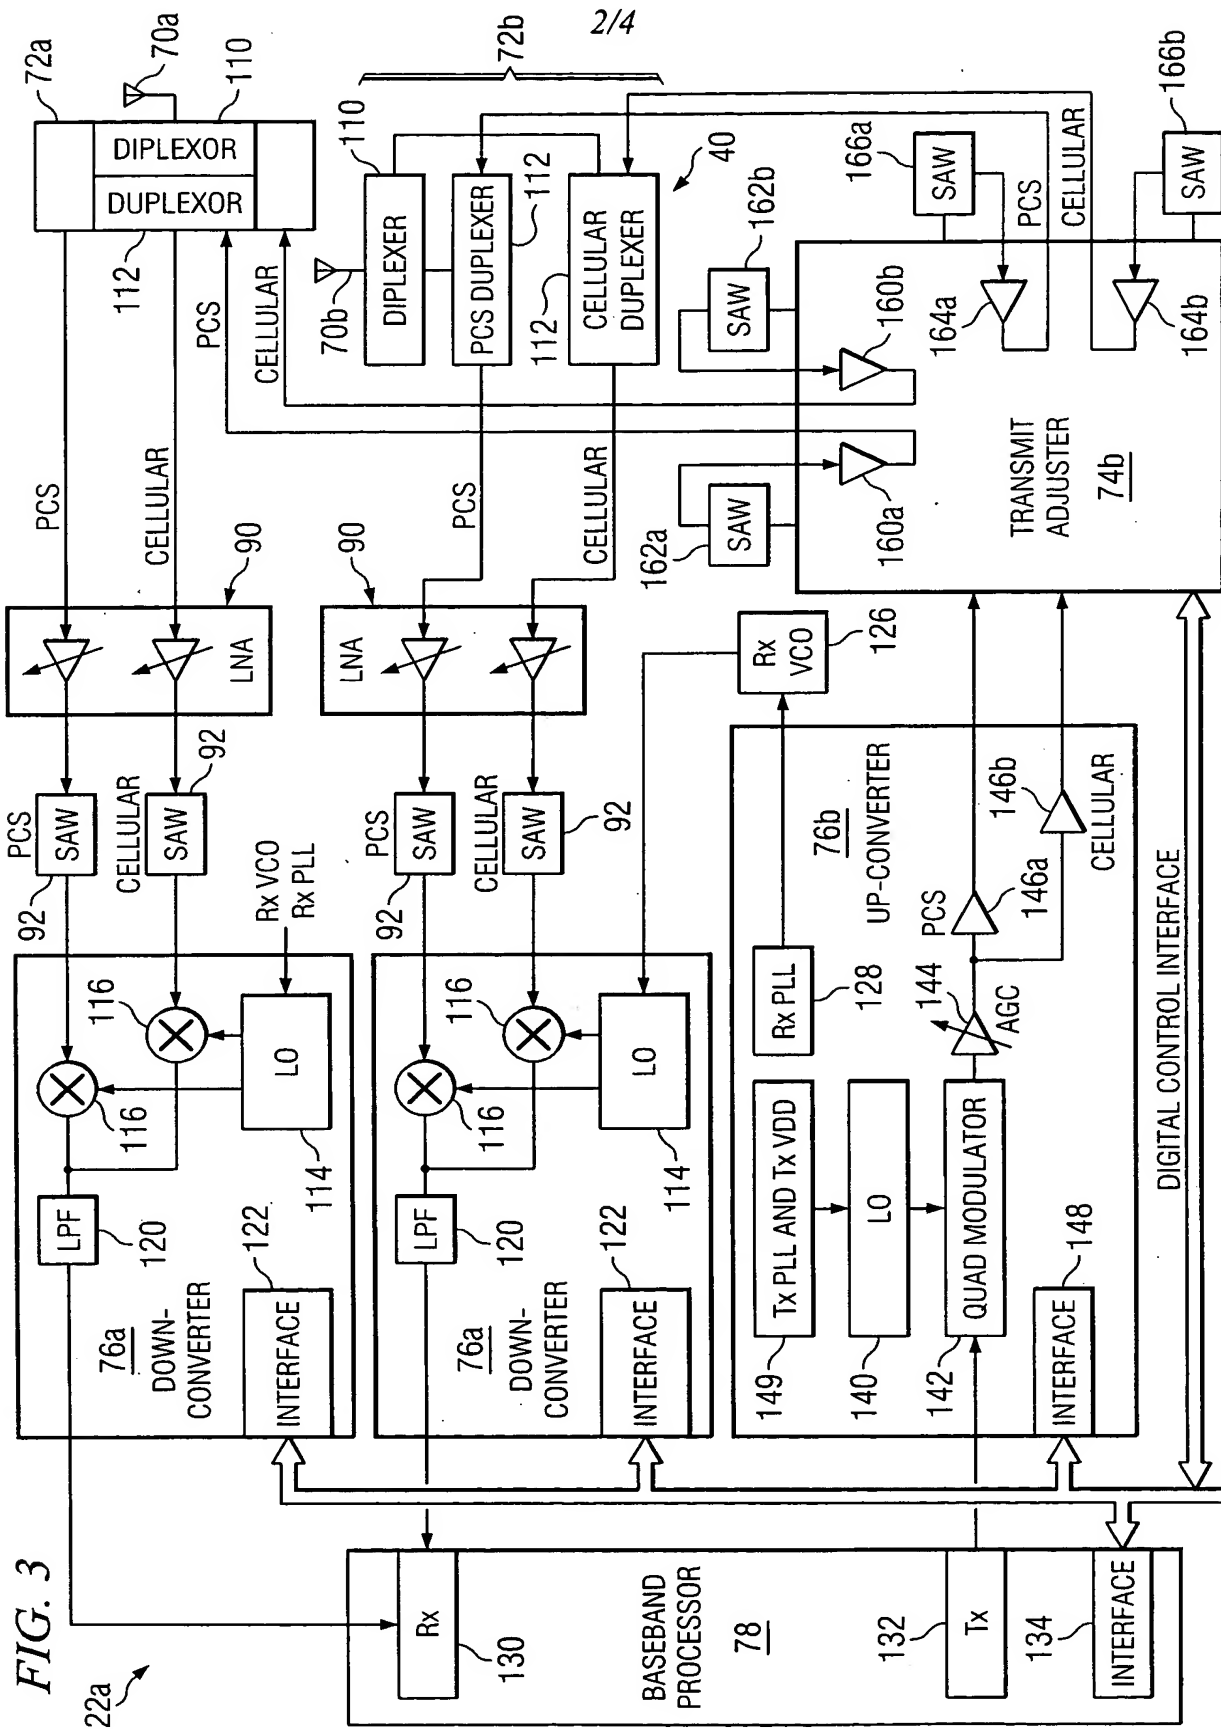 2/4
FIG. 3
22a
72a
70a
110
DIPLEXOR
DUPLEXOR
112
PCS
CELLULAR
PCS
CELLULAR
90
LNA
PCS
SAW
92
CELLULAR
SAW
92
Rx VCO
Rx PLL
116
116
LO
114
LPF
120
76a
DOWN-
CONVERTER
122
INTERFACE
72b
110
DIPLEXER
70b
PCS DUPLEXER
112
CELLULAR
DUPLEXER
112
40
PCS
CELLULAR
90
LNA
PCS
SAW
92
CELLULAR
SAW
92
116
116
LO
114
LPF
120
76a
DOWN-
CONVERTER
122
INTERFACE
162b
SAW
162a
SAW
160b
160a
166a
SAW
PCS
CELLULAR
166b
SAW
164a
164b
TRANSMIT
ADJUSTER
74b
Rx
VCO
126
76b
UP-CONVERTER
Rx PLL
128
Tx PLL AND Tx VDD
149
LO
140
QUAD MODULATOR
142
144
AGC
PCS
146a
146b
CELLULAR
148
INTERFACE
DIGITAL CONTROL INTERFACE
Rx
130
BASEBAND
PROCESSOR
78
132
Tx
134
INTERFACE